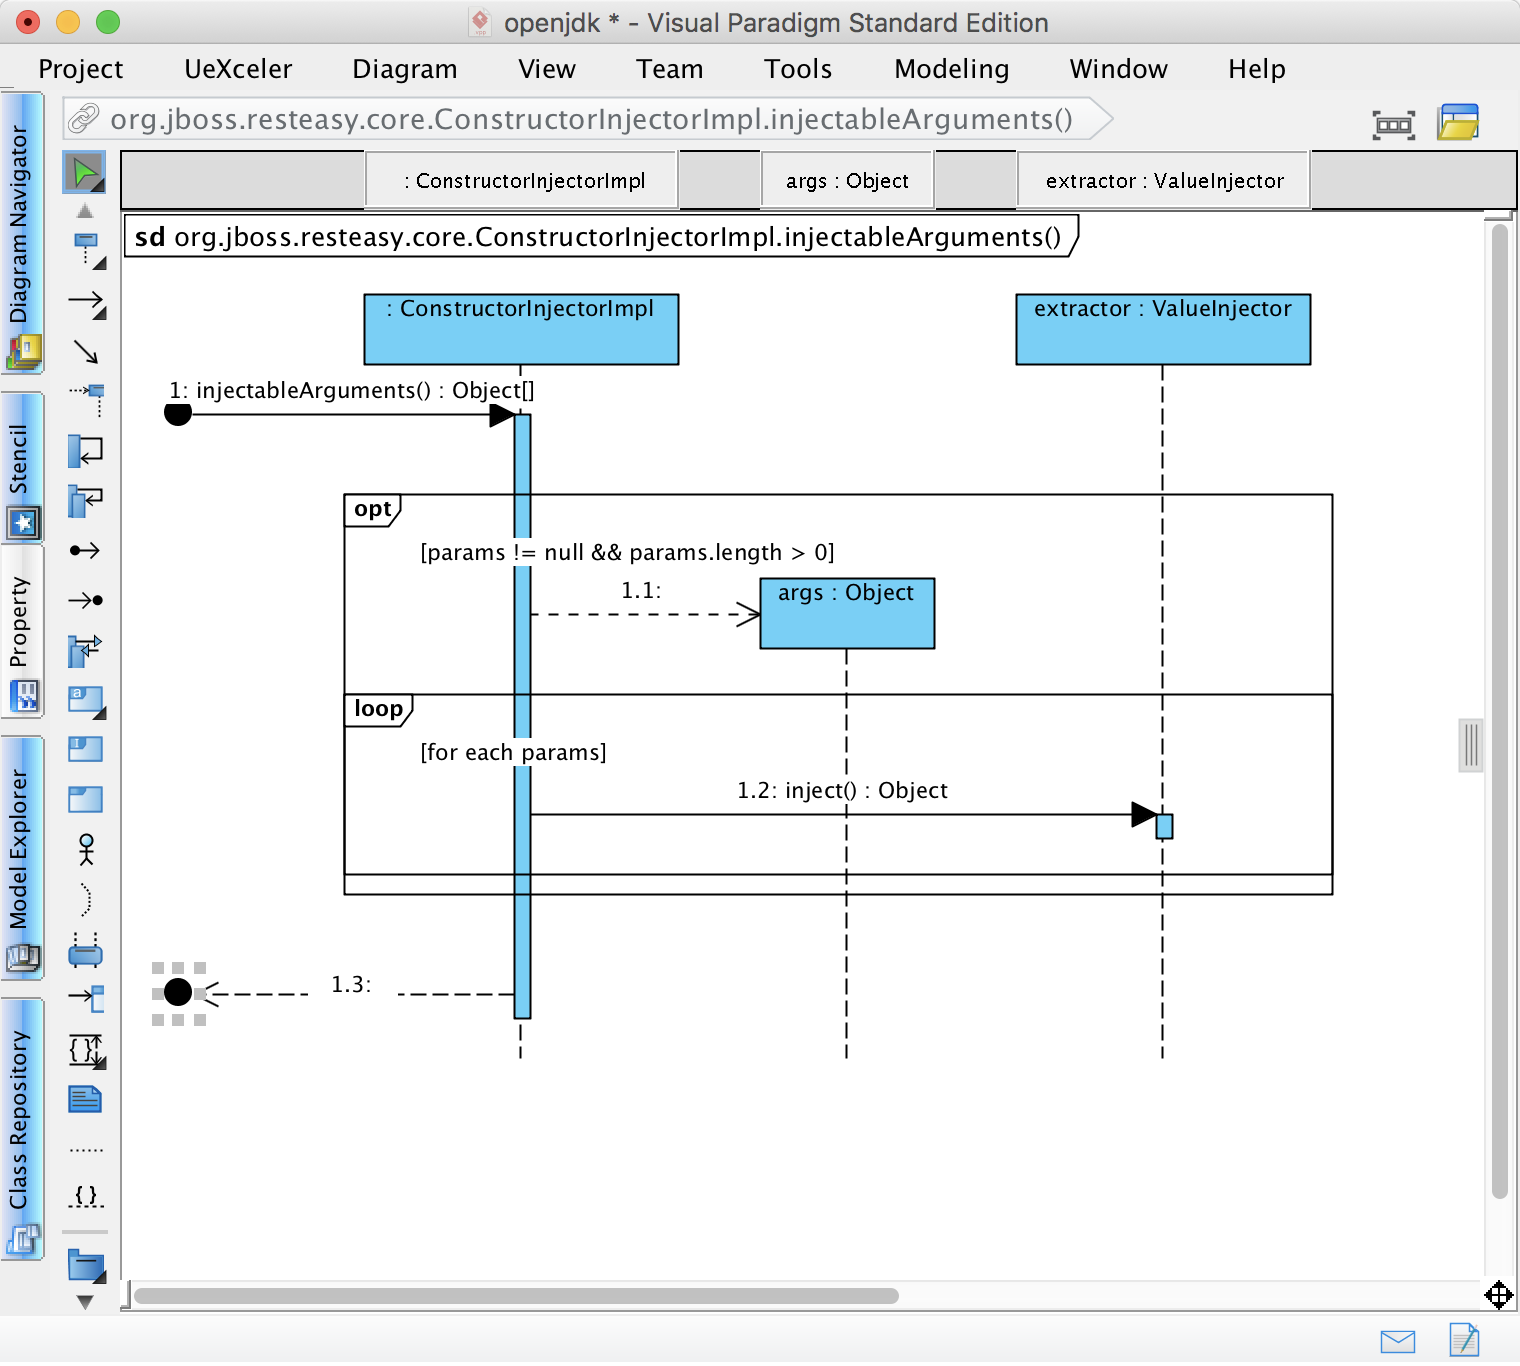 openjdk * - Visual Paradigm Standard Edition
Project UeXceler Diagram View Team Tools Modeling Window Help
org.jboss.resteasy.core.ConstructorInjectorImpl.injectableArguments()
: ConstructorInjectorImpl args : Object extractor : ValueInjector
sd org.jboss.resteasy.core.ConstructorInjectorImpl.injectableArguments()
: ConstructorInjectorImpl extractor : ValueInjector
1: injectableArguments() : Object[]
opt
[params != null && params.length > 0]
1.1:
args : Object
loop
[for each params]
1.2: inject() : Object
1.3:
Diagram Navigator
Stencil
Property
Model Explorer
Class Repository